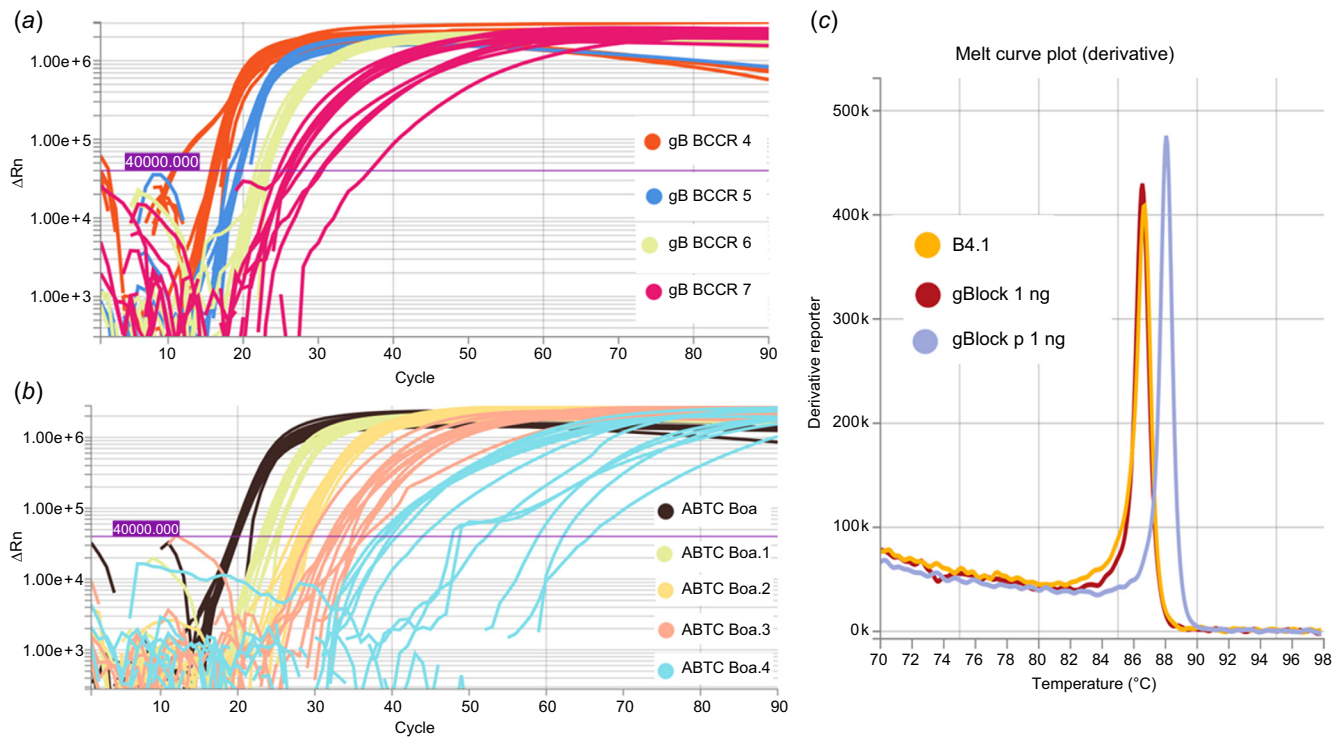 (a)
1.00e+6
1.00e+5
1.00e+4
1.00e+3
ΔRn
40000.000
10 20 30 40 50 60 70 80 90
Cycle
gB BCCR 4
gB BCCR 5
gB BCCR 6
gB BCCR 7
(b)
1.00e+6
1.00e+5
1.00e+4
1.00e+3
ΔRn
40000.000
10 20 30 40 50 60 70 80 90
Cycle
ABTC Boa
ABTC Boa.1
ABTC Boa.2
ABTC Boa.3
ABTC Boa.4
(c)
Melt curve plot (derivative)
500k
400k
300k
200k
100k
0k
Derivative reporter
B4.1
gBlock 1 ng
gBlock p 1 ng
70 72 74 76 78 80 82 84 86 88 90 92 94 96 98
Temperature (°C)